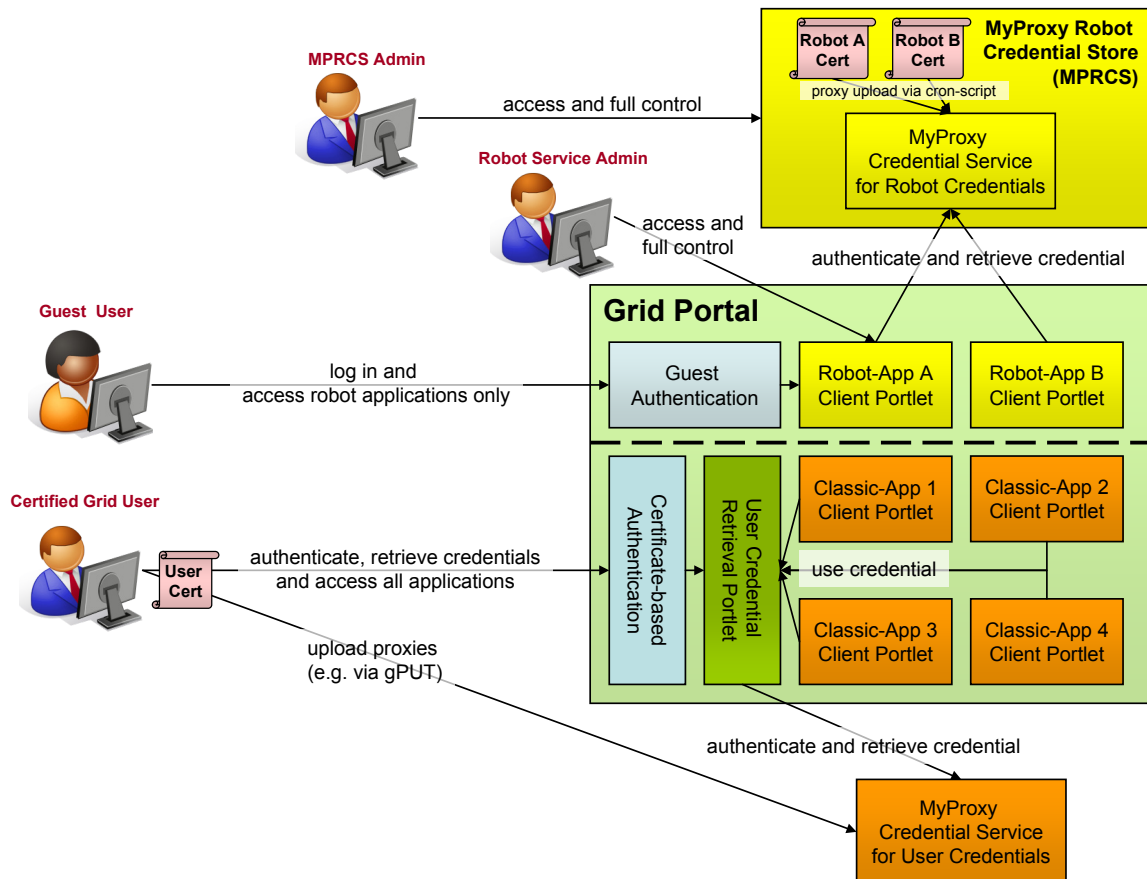 Robot A
Cert
Robot B
Cert
MyProxy Robot
Credential Store
(MPRCS)
proxy upload via cron-script
MyProxy
Credential Service
for Robot Credentials
MPRCS Admin
access and full control
Robot Service Admin
access and
full control
authenticate and retrieve credential
Guest User
log in and
access robot applications only
Grid Portal
Guest
Authentication
Robot-App A
Client Portlet
Robot-App B
Client Portlet
Certified Grid User
User
Cert
authenticate, retrieve credentials
and access all applications
upload proxies
(e.g. via gPUT)
Certificate-based
Authentication
User Credential
Retrieval Portlet
Classic-App 1
Client Portlet
Classic-App 2
Client Portlet
use credential
Classic-App 3
Client Portlet
Classic-App 4
Client Portlet
authenticate and retrieve credential
MyProxy
Credential Service
for User Credentials